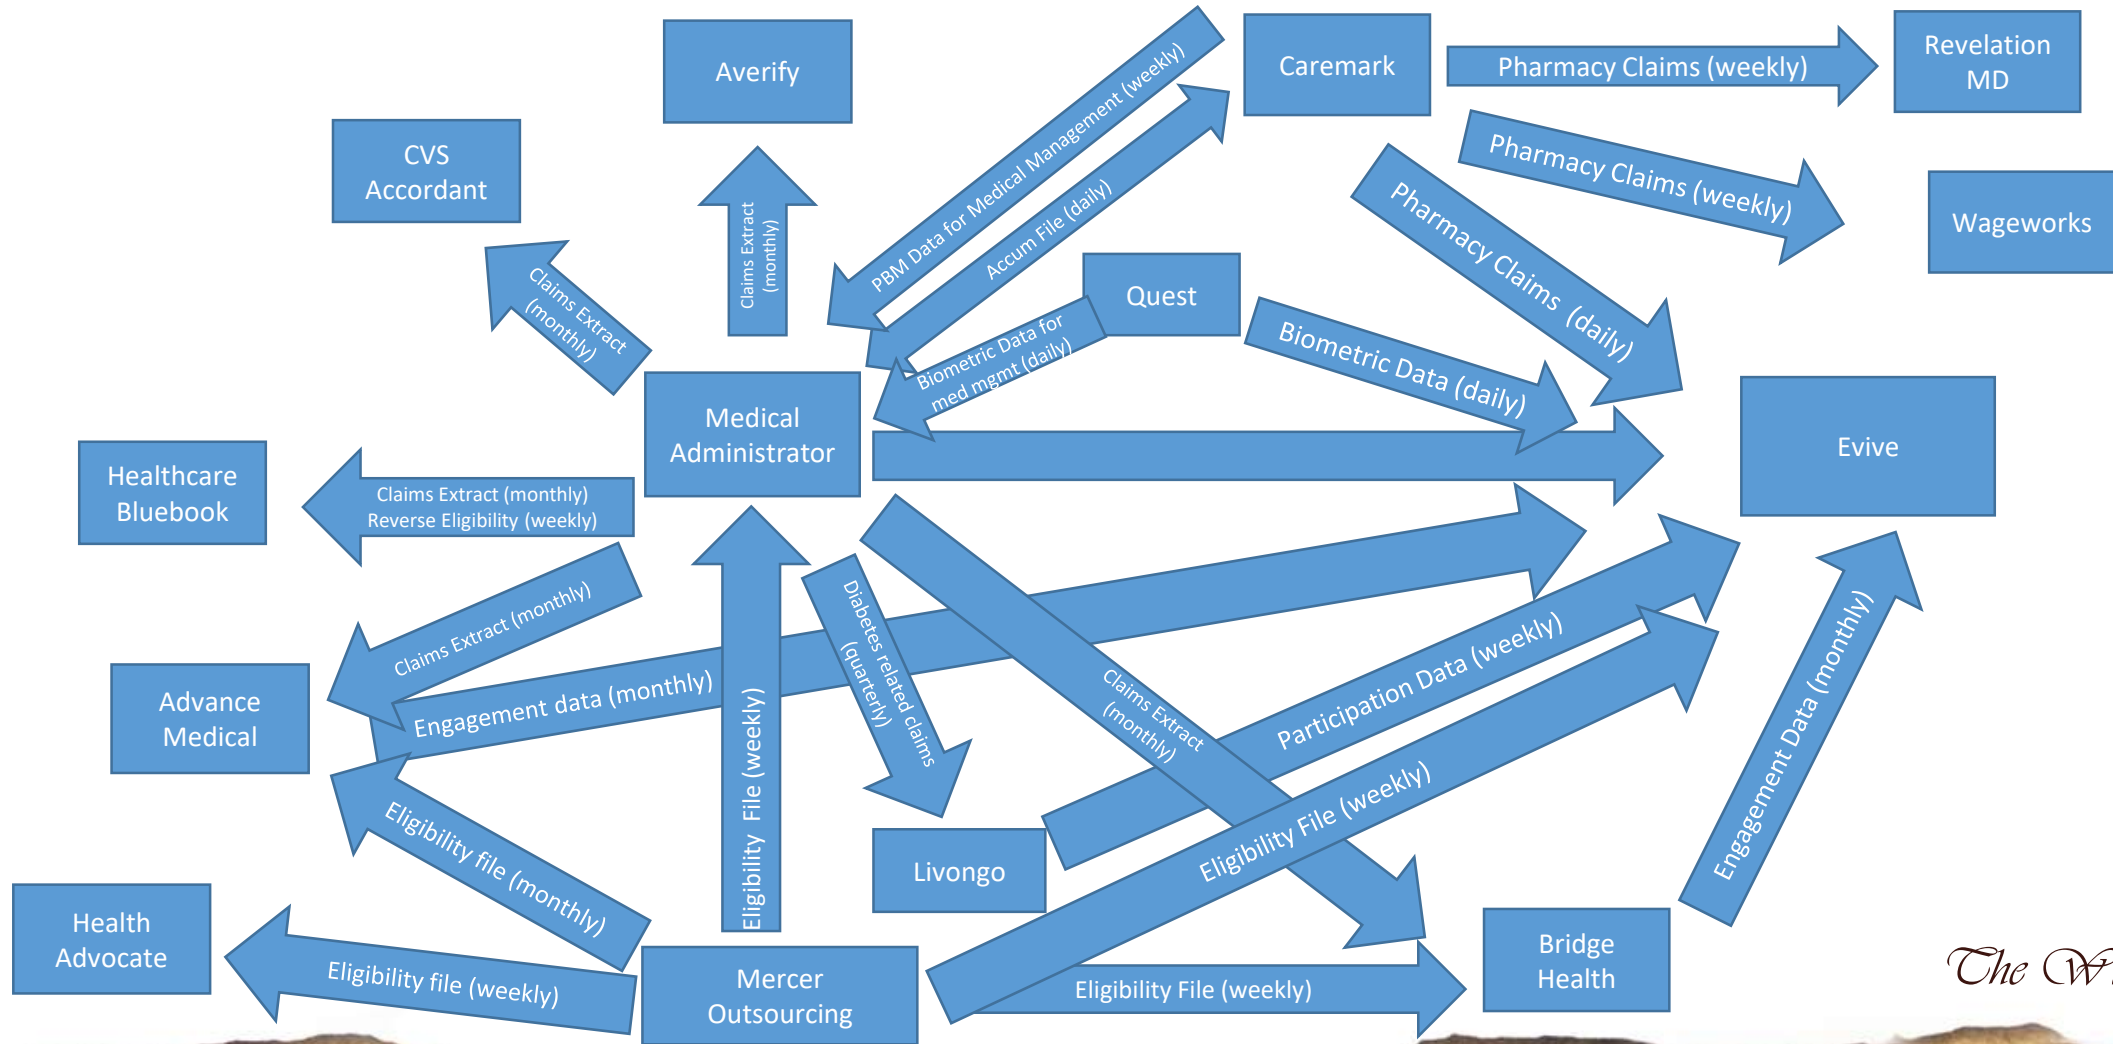 Averify
Caremark
Pharmacy Claims (weekly)
Revelation
MD
CVS
Accordant
Claims Extract
(monthly)
PBM Data for Medical Management (weekly)
Accum File (daily)
Pharmacy Claims (weekly)
Pharmacy Claims (daily)
Wageworks
Claims Extract
(monthly)
Quest
Biometric Data for
med mgmt (daily)
Biometric Data (daily)
Medical
Administrator
Evive
Healthcare
Bluebook
Claims Extract (monthly)
Reverse Eligibility (weekly)
Claims Extract (monthly)
Advance
Medical
Engagement data (monthly)
Eligibility File (weekly)
Diabetes related claims
(quarterly)
Claims Extract
(monthly)
Participation Data (weekly)
Eligibility File (weekly)
Engagement Data (monthly)
Eligibility file (monthly)
Livongo
Health
Advocate
Eligibility file (weekly)
Mercer
Outsourcing
Eligibility File (weekly)
Bridge
Health
The